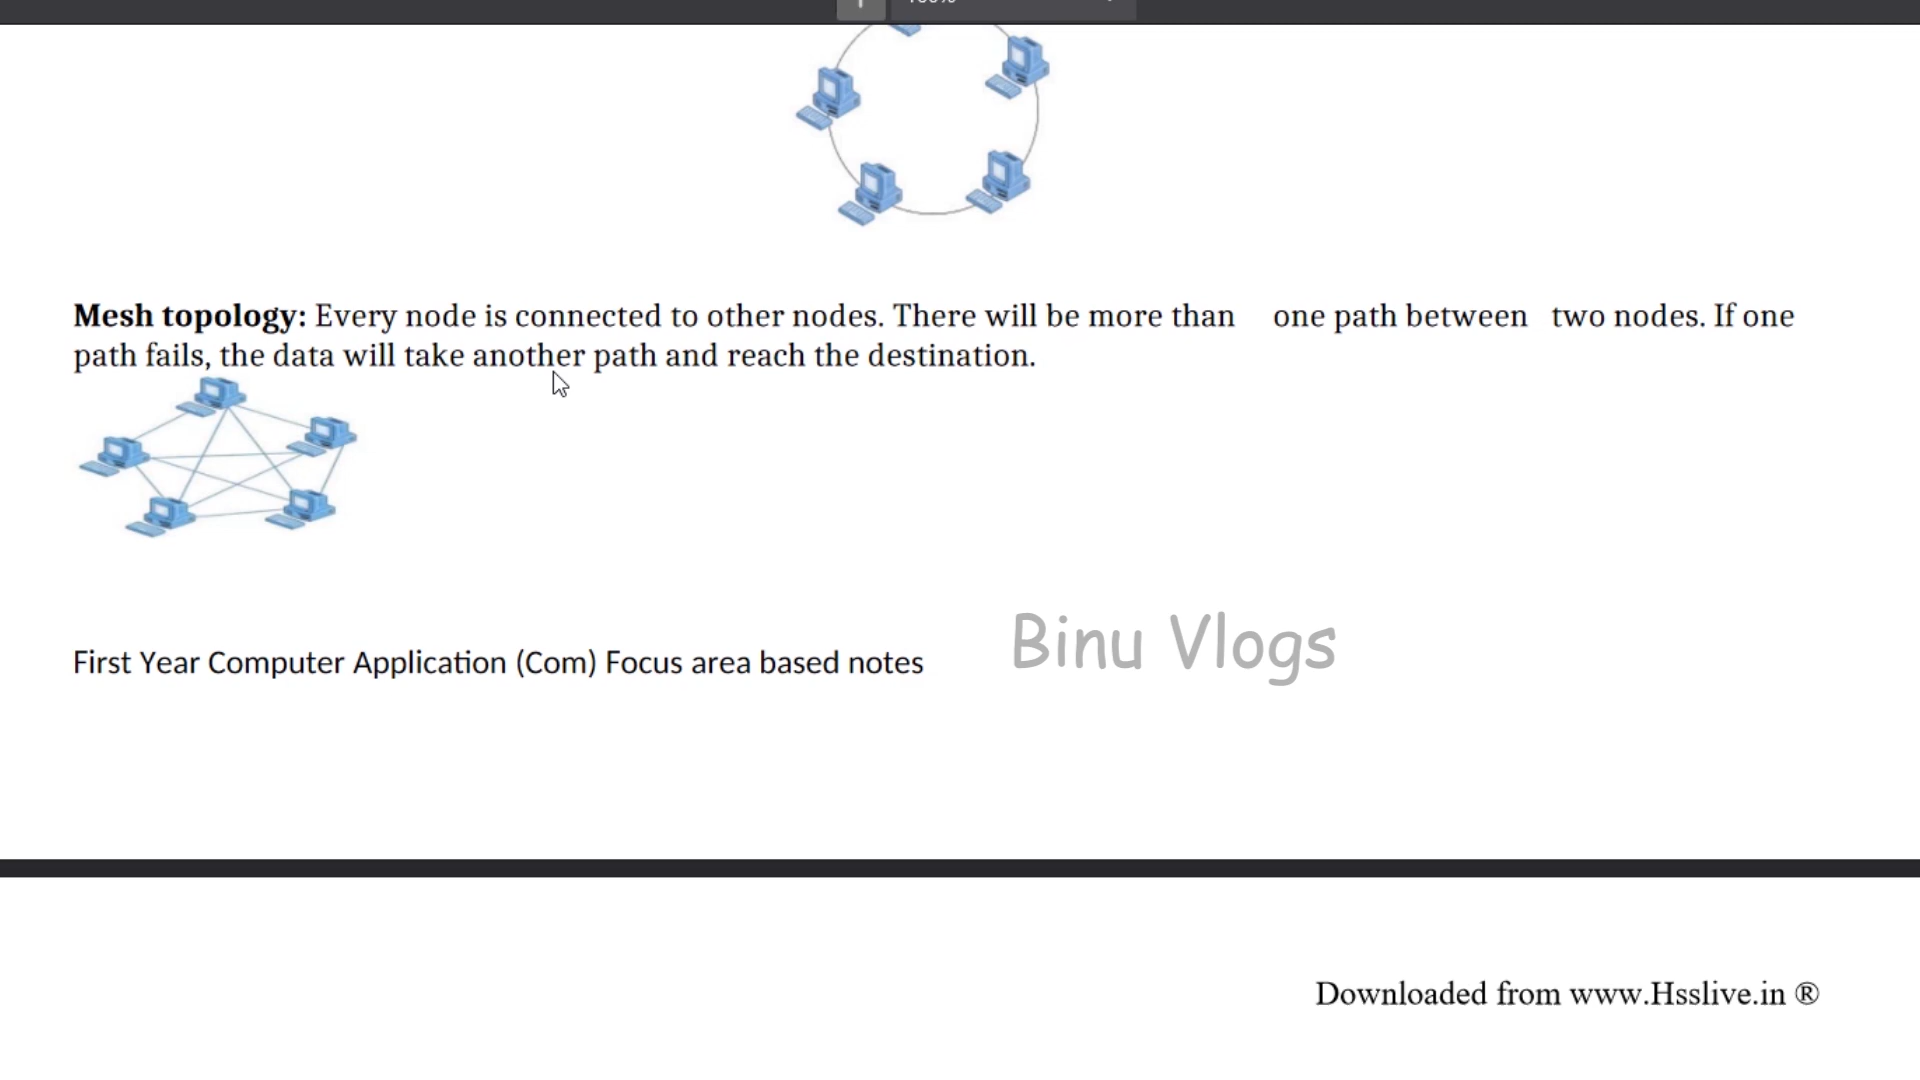 Mesh topology: Every node is connected to other nodes. There will be more than one path between two nodes. If one
path fails, the data will take another path and reach the destination.
First Year Computer Application (Com) Focus area based notes
Binu Vlogs
Downloaded from www.Hsslive.in ®